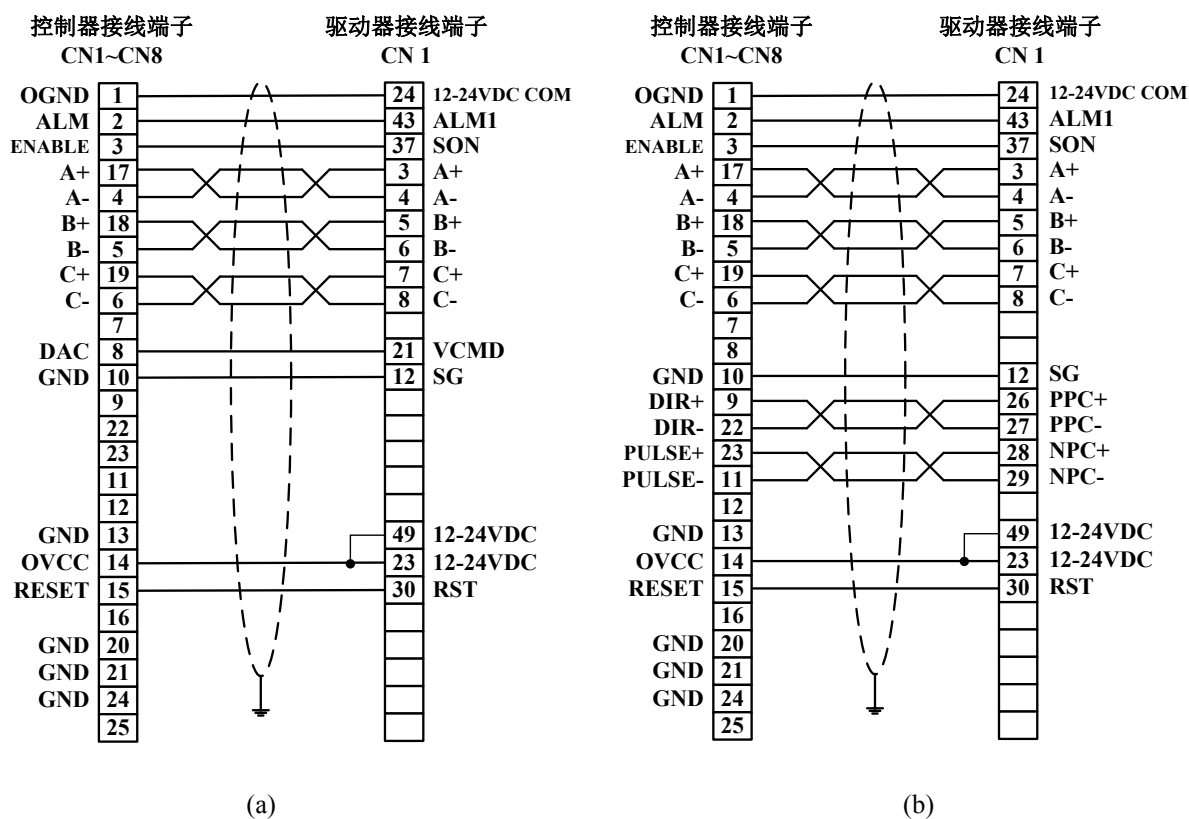 控制器接线端子 驱动器接线端子
CN1~CN8 CN 1
OGND 1 24 12-24VDC COM
ALM 2 43 ALM1
ENABLE 3 37 SON
A+ 17 3 A+
A- 4 4 A-
B+ 18 5 B+
B- 5 6 B-
C+ 19 7 C+
C- 6 8 C-
7
DAC 8 21 VCMD
GND 10 12 SG
9
22
23
11
12
GND 13 49 12-24VDC
OVCC 14 23 12-24VDC
RESET 15 30 RST
16
GND 20
GND 21
GND 24
25
(a)
控制器接线端子 驱动器接线端子
CN1~CN8 CN 1
OGND 1 24 12-24VDC COM
ALM 2 43 ALM1
ENABLE 3 37 SON
A+ 17 3 A+
A- 4 4 A-
B+ 18 5 B+
B- 5 6 B-
C+ 19 7 C+
C- 6 8 C-
7
8
GND 10 12 SG
DIR+ 9 26 PPC+
DIR- 22 27 PPC-
PULSE+ 23 28 NPC+
PULSE- 11 29 NPC-
12
GND 13 49 12-24VDC
OVCC 14 23 12-24VDC
RESET 15 30 RST
16
GND 20
GND 21
GND 24
25
(b)